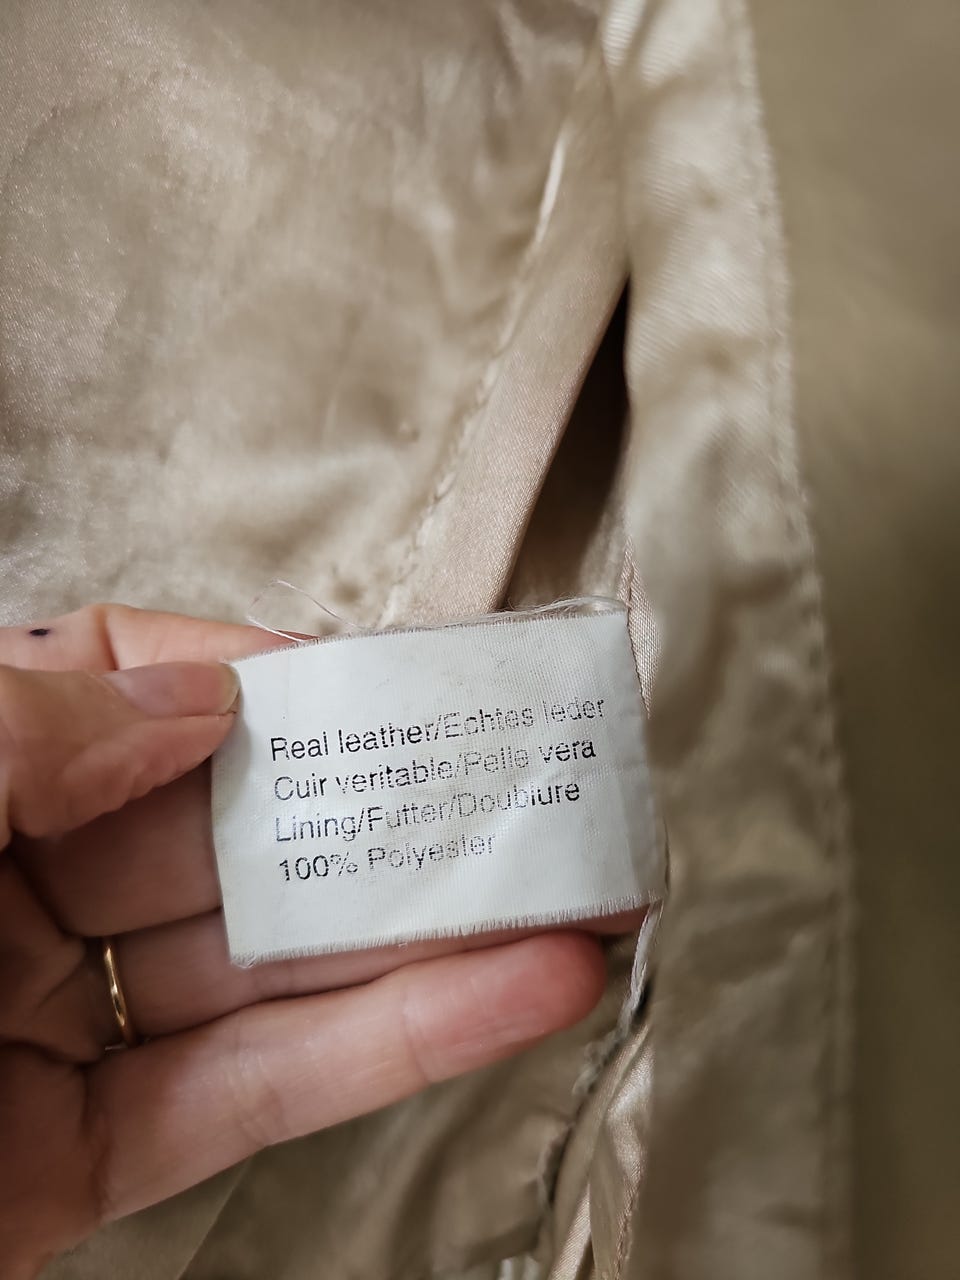 Real leather/Echtes leder
Cuir veritable/Pelle vera
Lining/Futter/Doublure
100% Polyester